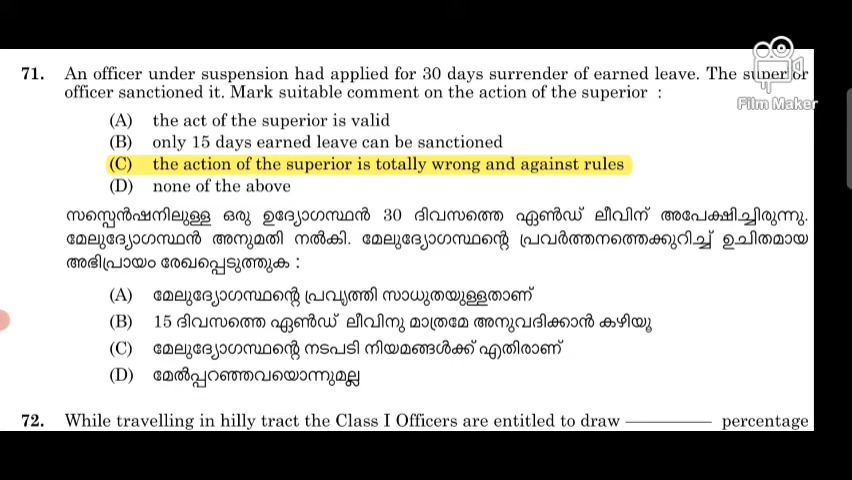 71. An officer under suspension had applied for 30 days surrender of earned leave. The superior
officer sanctioned it. Mark suitable comment on the action of the superior :
(A) the act of the superior is valid
(B) only 15 days earned leave can be sanctioned
(C) the action of the superior is totally wrong and against rules
(D) none of the above
സസ്പെൻഷനിലുള്ള ഒരു ഉദ്യോഗസ്ഥൻ 30 ദിവസത്തെ ഏൺഡ് ലീവിന് അപേക്ഷിച്ചിരുന്നു.
മേലുദ്യോഗസ്ഥൻ അനുമതി നൽകി. മേലുദ്യോഗസ്ഥന്റെ പ്രവർത്തനത്തെക്കുറിച്ച് ഉചിതമായ
അഭിപ്രായം രേഖപ്പെടുത്തുക :
(A) മേലുദ്യോഗസ്ഥന്റെ പ്രവൃത്തി സാധുതയുള്ളതാണ്
(B) 15 ദിവസത്തെ ഏൺഡ് ലീവിനു മാത്രമേ അനുവദിക്കാൻ കഴിയൂ
(C) മേലുദ്യോഗസ്ഥന്റെ നടപടി നിയമങ്ങൾക്ക് എതിരാണ്
(D) മേൽപ്പറഞ്ഞവയൊന്നുമല്ല
72. While travelling in hilly tract the Class I Officers are entitled to draw ———— percentage
Film Maker